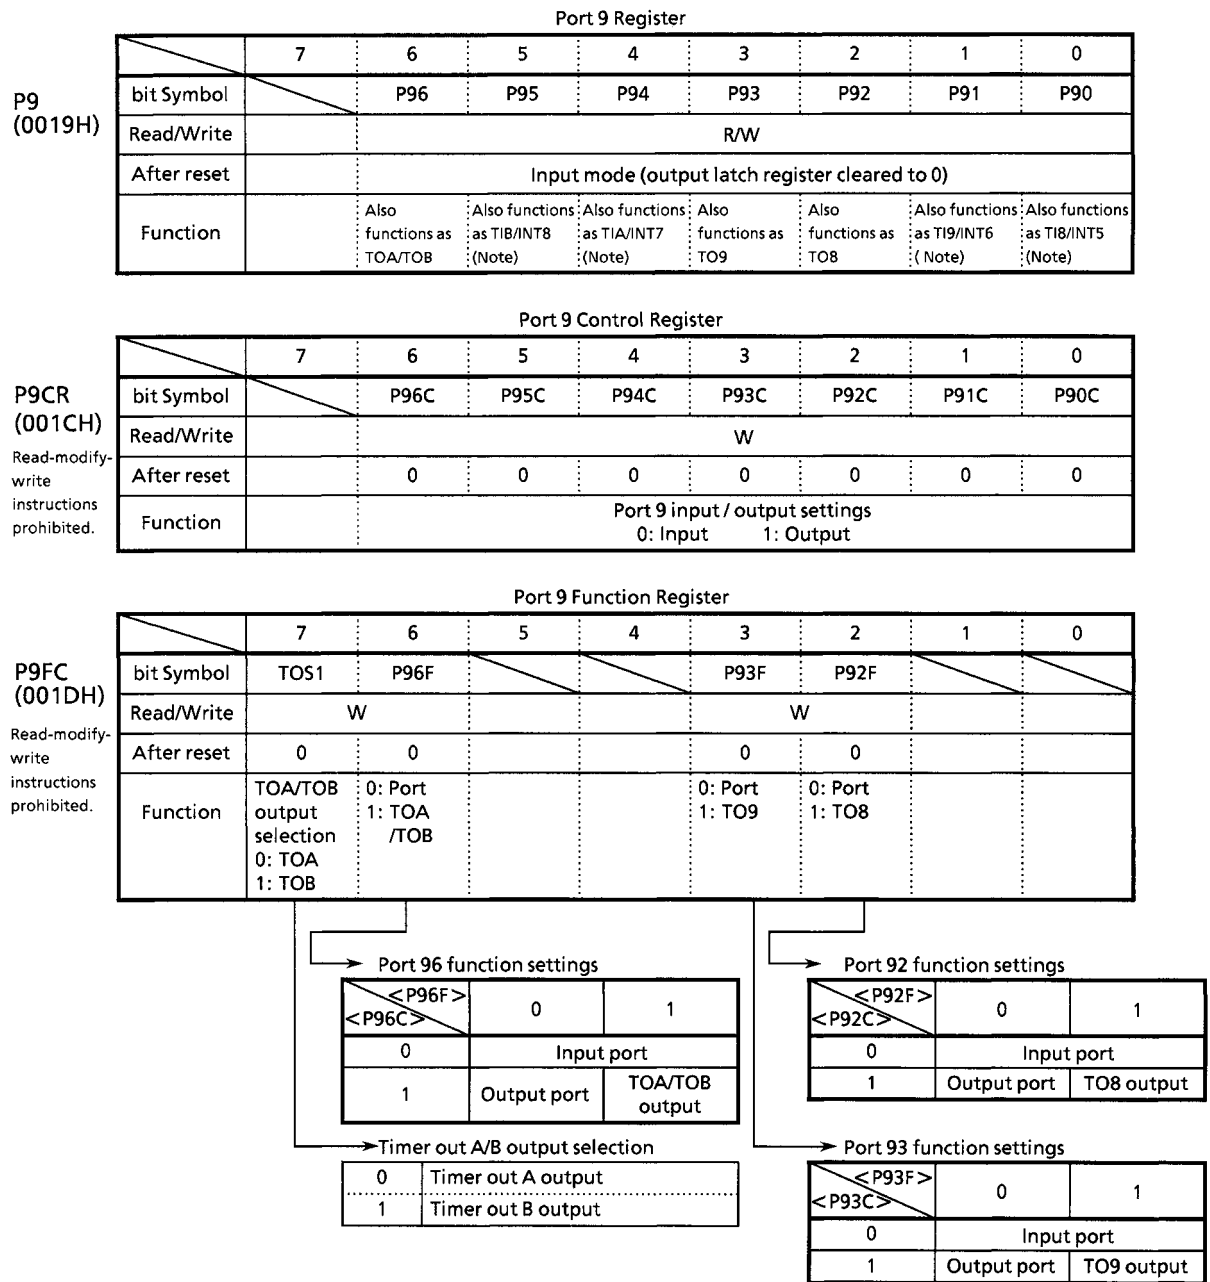 Port 9 Register
7 6 5 4 3 2 1 0
P9
(0019H)
bit Symbol P96 P95 P94 P93 P92 P91 P90
Read/Write R/W
After reset Input mode (output latch register cleared to 0)
Function
Also
functions as
TOA/TOB
Also functions
as TIB/INT8
(Note)
Also functions
as TIA/INT7
(Note)
Also
functions as
TO9
Also
functions as
TO8
Also functions
as TI9/INT6
( Note)
Also functions
as TI8/INT5
(Note)
Port 9 Control Register
7 6 5 4 3 2 1 0
P9CR
(001CH)
Read-modify-
write
instructions
prohibited.
bit Symbol P96C P95C P94C P93C P92C P91C P90C
Read/Write W
After reset 0 0 0 0 0 0 0
Function
Port 9 input / output settings
0: Input 1: Output
Port 9 Function Register
7 6 5 4 3 2 1 0
P9FC
(001DH)
Read-modify-
write
instructions
prohibited.
bit Symbol TOS1 P96F P93F P92F
Read/Write W W
After reset 0 0 0 0
Function
TOA/TOB
output
selection
0: TOA
1: TOB
0: Port
1: TOA
/TOB
0: Port
1: TO9
0: Port
1: TO8
Port 96 function settings
<P96F>
<P96C>
0 1
0 Input port
1 Output port TOA/TOB
output
Timer out A/B output selection
0 Timer out A output
1 Timer out B output
Port 92 function settings
<P92F>
<P92C>
0 1
0 Input port
1 Output port TO8 output
Port 93 function settings
<P93F>
<P93C>
0 1
0 Input port
1 Output port TO9 output